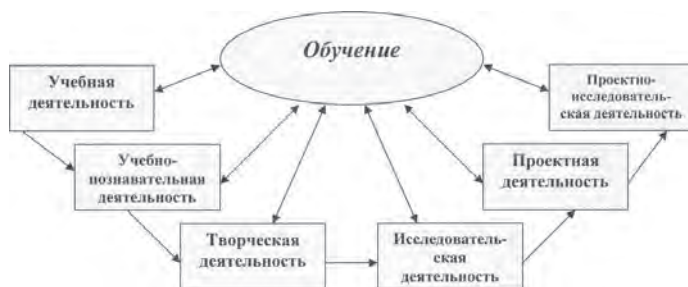 Обучение
Учебная
деятельность
Учебно-
познавательная
деятельность
Творческая
деятельность
Исследователь-
ская
деятельность
Проектная
деятельность
Проектно-
исследователь-
ская деятельность